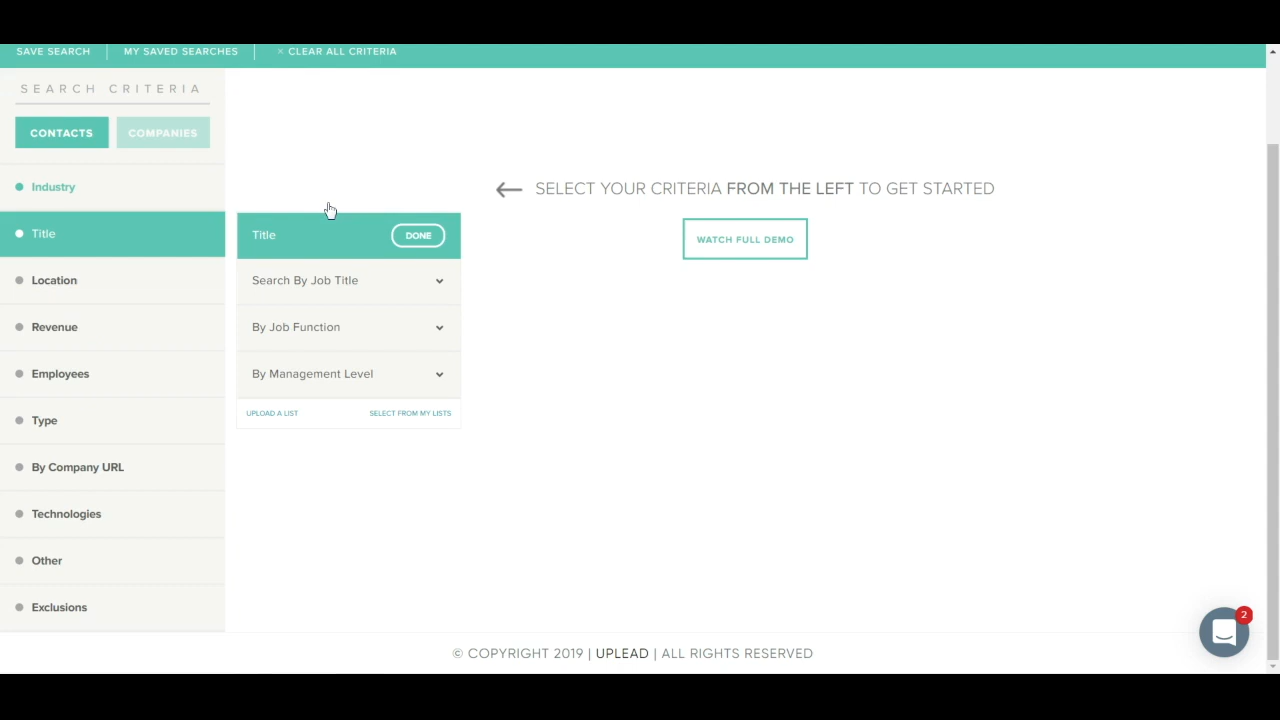 SAVE SEARCH
MY SAVED SEARCHES
× CLEAR ALL CRITERIA
SEARCH CRITERIA
CONTACTS
COMPANIES
Industry
Title
Location
Revenue
Employees
Type
By Company URL
Technologies
Other
Exclusions
Title
DONE
Search By Job Title
By Job Function
By Management Level
UPLOAD A LIST
SELECT FROM MY LISTS
SELECT YOUR CRITERIA FROM THE LEFT TO GET STARTED
WATCH FULL DEMO
2
© COPYRIGHT 2019 | UPLEAD | ALL RIGHTS RESERVED